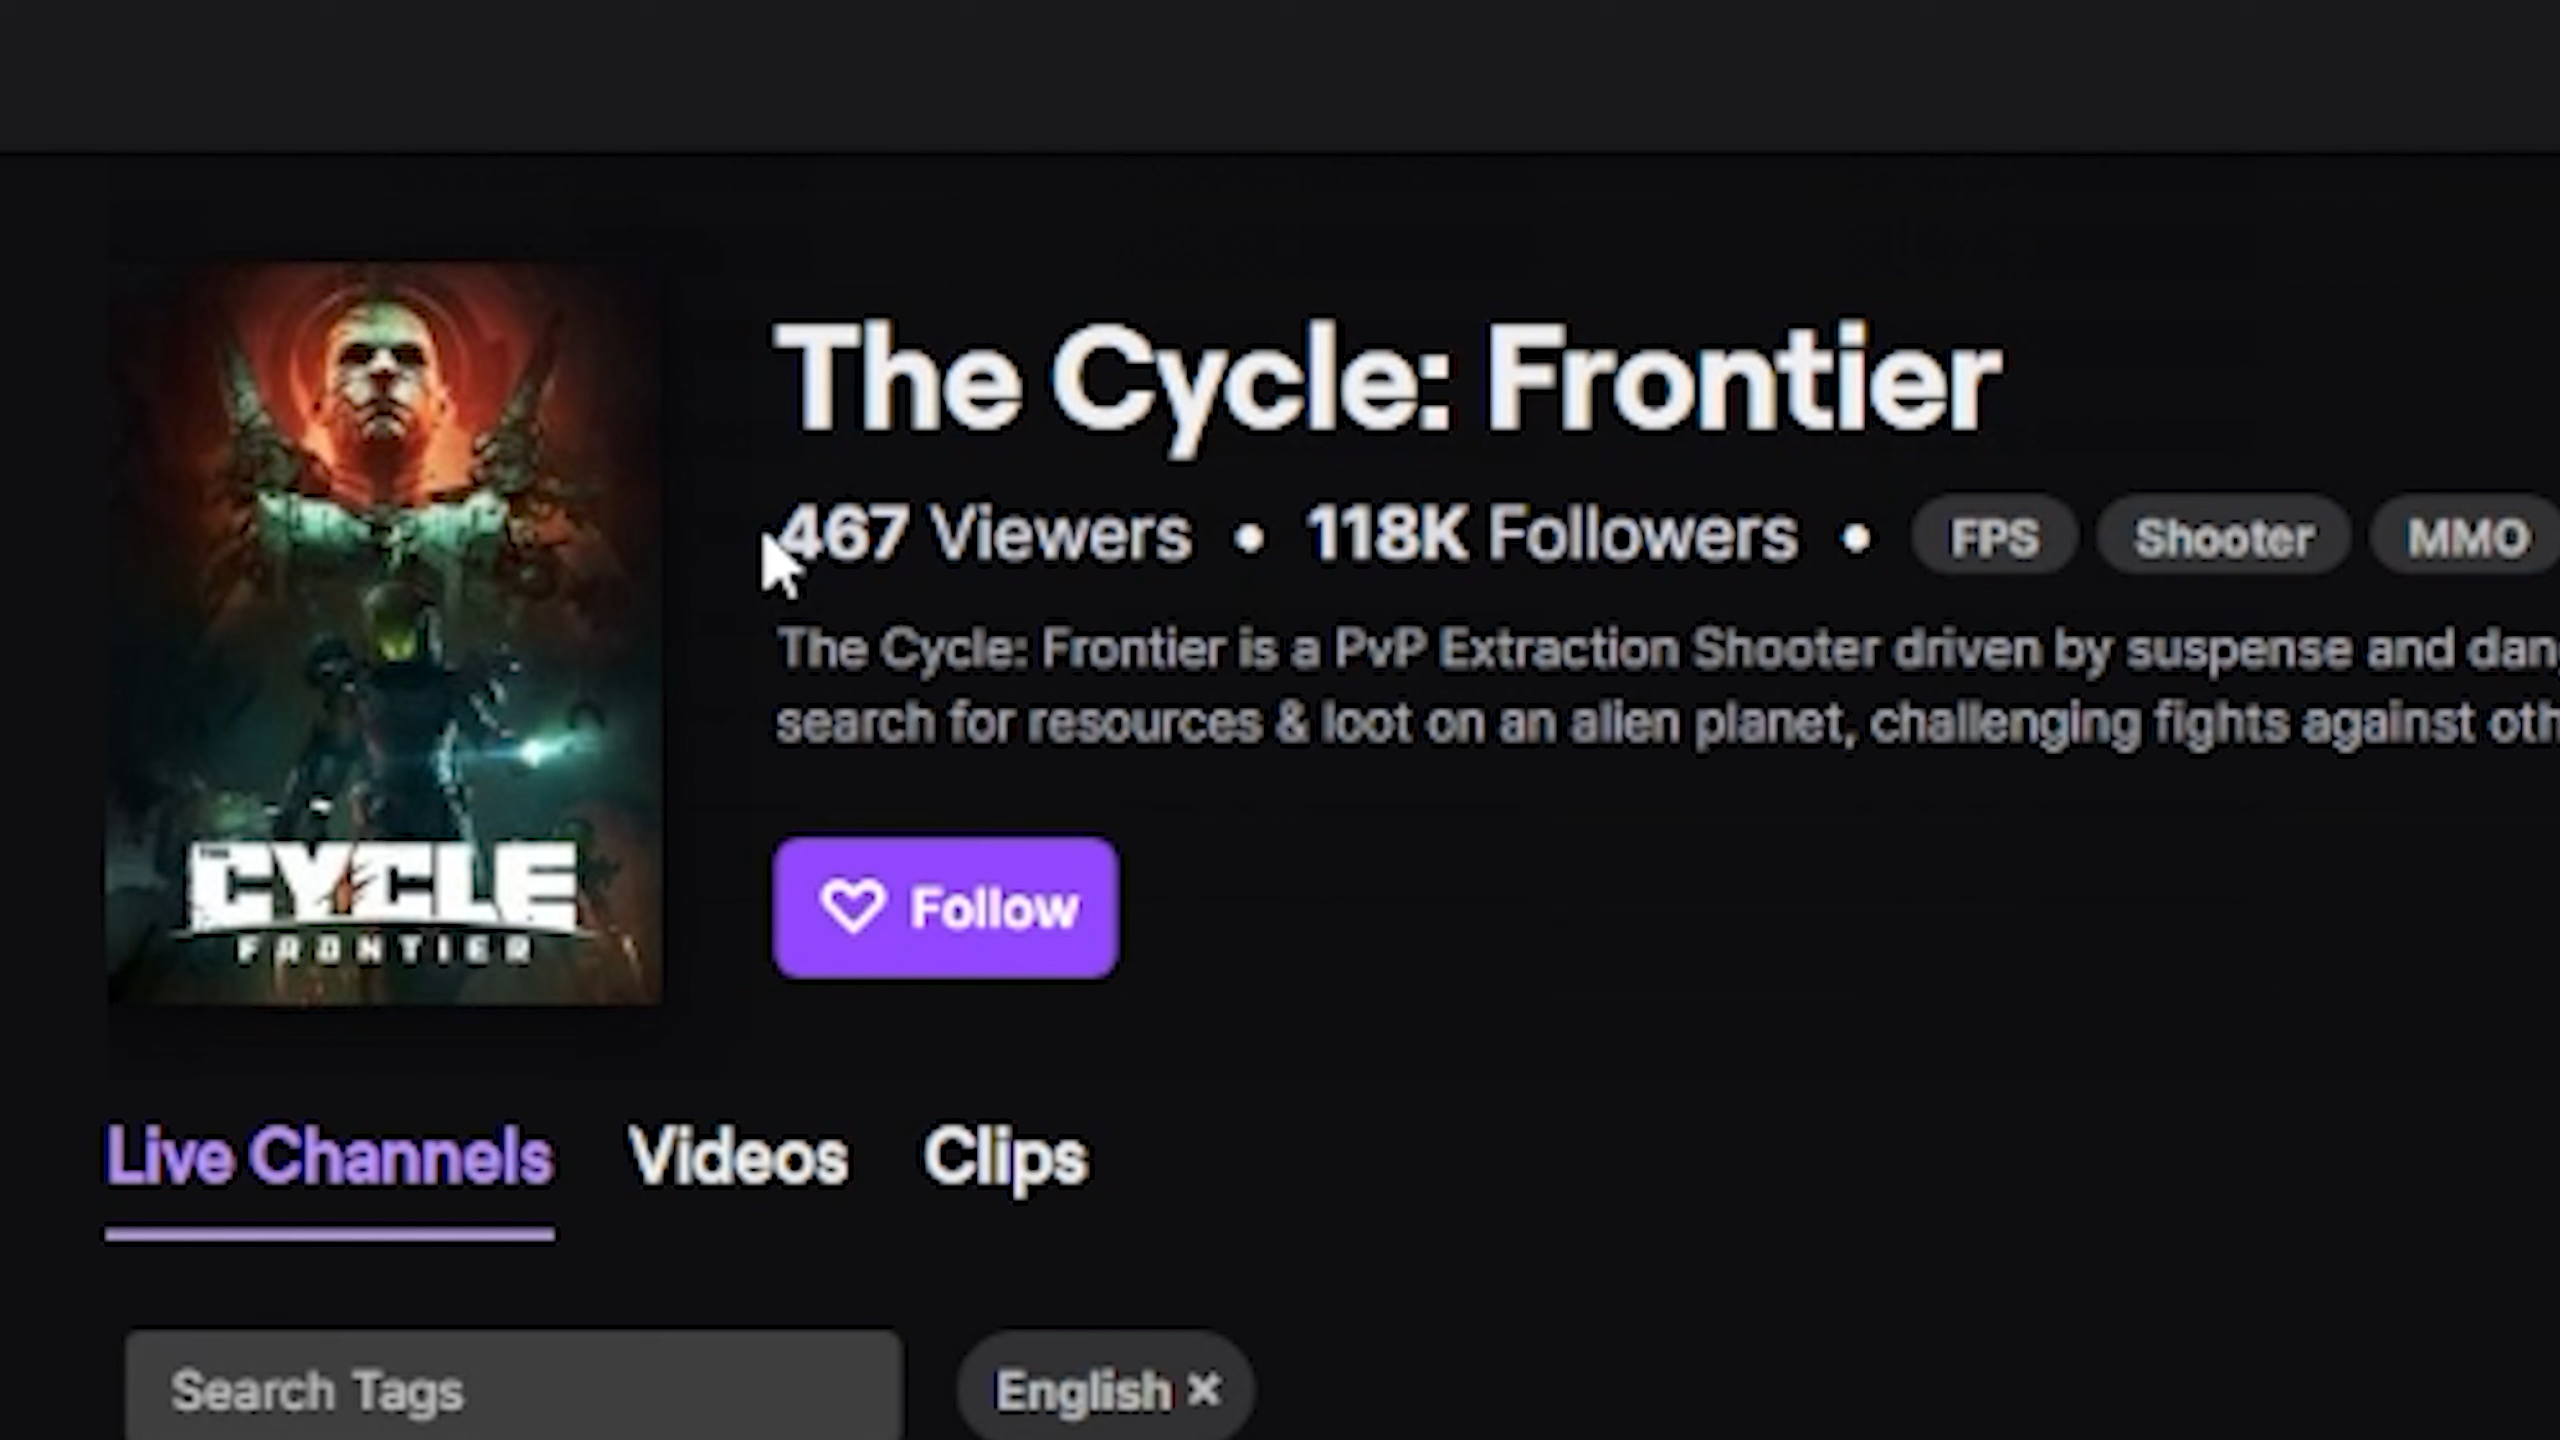 The Cycle: Frontier
467 Viewers • 118K Followers • FPS Shooter MMO
The Cycle: Frontier is a PvP Extraction Shooter driven by suspense and
search for resources & loot on an alien planet, challenging fights against
Follow
THE CYCLE
FRONTIER
Live Channels Videos Clips
Search Tags English ×